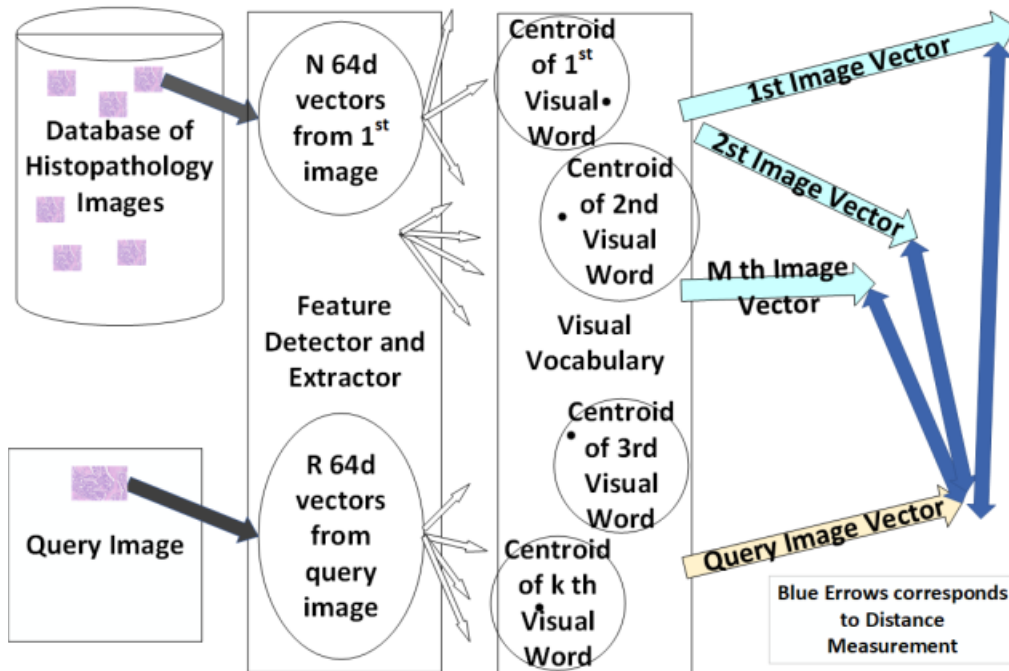 Database of
Histopathology
Images
Query Image
N 64d
vectors
from 1st
image
Feature
Detector and
Extractor
R 64d
vectors
from
query
image
Centroid
of 1st
Visual
Word
Centroid
of 2nd
Visual
Word
Visual
Vocabulary
Centroid
of 3rd
Visual
Word
Centroid
of k th
Visual
Word
1st Image Vector
2st Image Vector
M th Image
Vector
Query Image Vector
Blue Errows corresponds
to Distance
Measurement